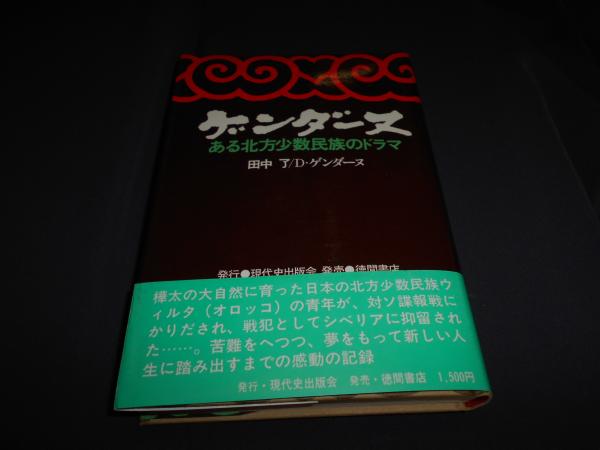 ゲンダーヌ
ある北方少数民族のドラマ
田中 了/D・ゲンダーヌ
発行●現代史出版会 発売●徳間書店
樺太の大自然に育った日本の北方少数民族ウ
ィルタ（オロッコ）の青年が、対ソ諜報戦に
かりだされ、戦犯としてシベリアに抑留され
た……。苦難をへつつ、夢をもって新しい人
生に踏み出すまでの感動の記録
発行・現代史出版会 発売・徳間書店 1,500円